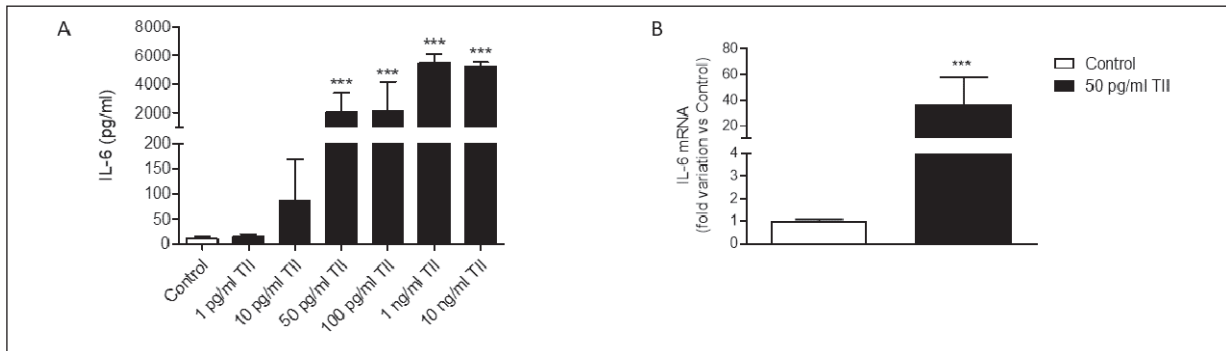 A
IL-6 (pg/ml)
8000
6000
4000
2000
200
150
100
50
0
***
***
***
***
Control
1 pg/ml TII
10 pg/ml TII
50 pg/ml TII
100 pg/ml TII
1 ng/ml TII
10 ng/ml TII
B
IL-6 mRNA
(fold variation vs Control)
80
60
40
20
4
3
2
1
0
***
Control
50 pg/ml TII